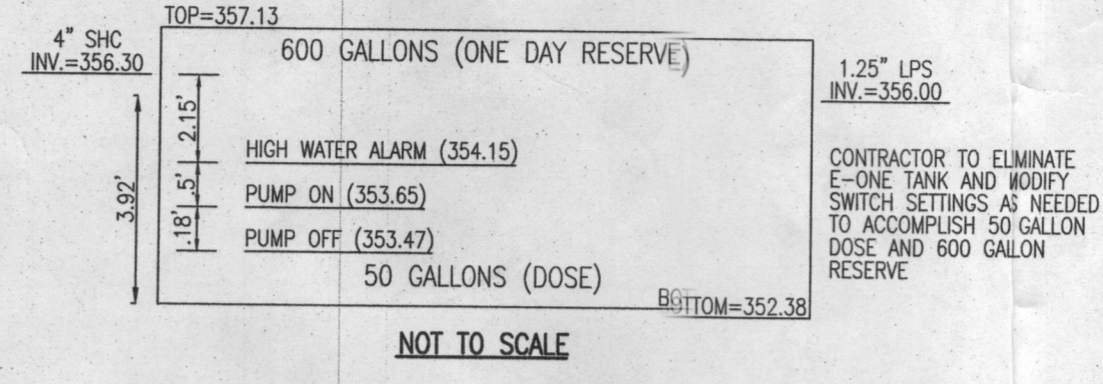 TOP=357.13
4" SHC
INV.=356.30
600 GALLONS (ONE DAY RESERVE)
1.25" LPS
INV.=356.00
2.15'
HIGH WATER ALARM (354.15)
.5'
PUMP ON (353.65)
3.92'
.18'
PUMP OFF (353.47)
50 GALLONS (DOSE)
BOTTOM=352.38
CONTRACTOR TO ELMINATE
E-ONE TANK AND MODIFY
SWITCH SETTINGS AS NEEDED
TO ACCOMPLISH 50 GALLON
DOSE AND 600 GALLON
RESERVE
NOT TO SCALE